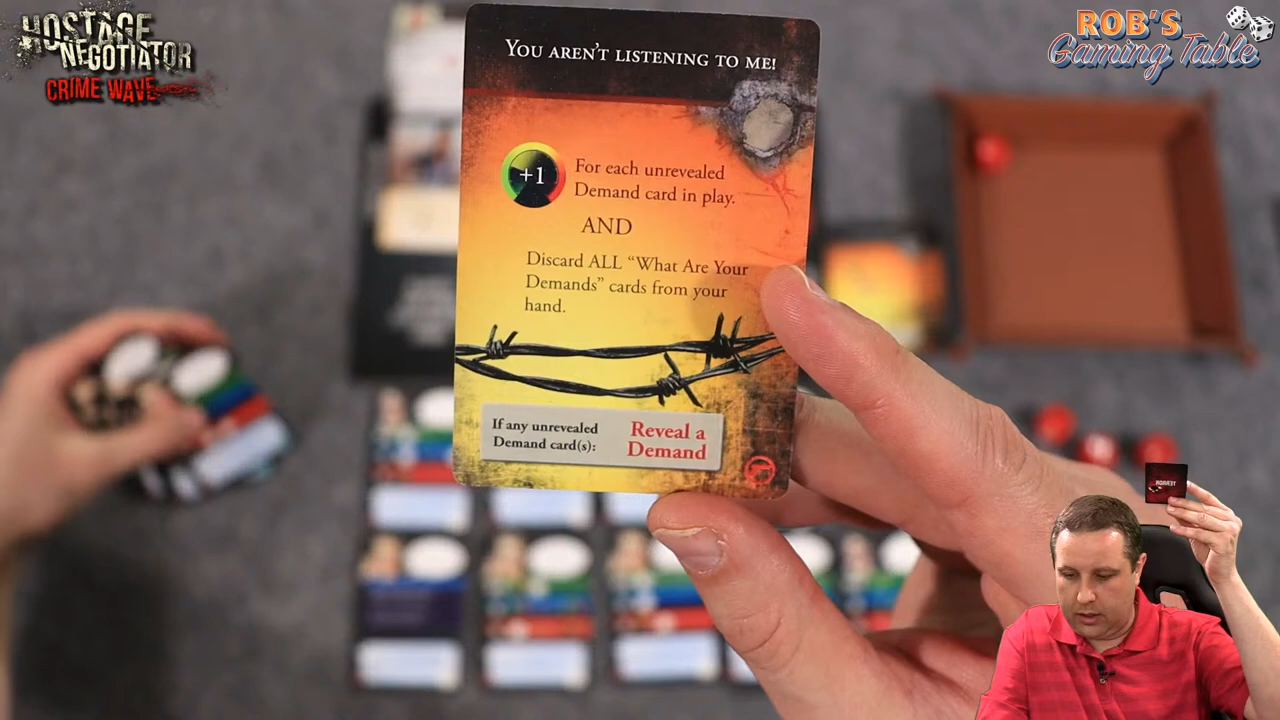 HOSTAGE
NEGOTIATOR
CRIME WAVE
ROB'S
Gaming Table
YOU AREN'T LISTENING TO ME!
+1
For each unrevealed
Demand card in play.
AND
Discard ALL “What Are Your
Demands” cards from your
hand.
If any unrevealed
Demand card(s):
Reveal a
Demand
TERROR